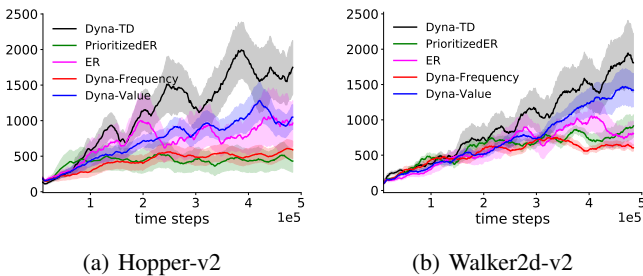 2500
2000
1500
1000
500
0
Dyna-TD
PrioritizedER
ER
Dyna-Frequency
Dyna-Value
1 2 3 4 5
time steps 1e5
(a) Hopper-v2
2500
2000
1500
1000
500
0
Dyna-TD
PrioritizedER
ER
Dyna-Frequency
Dyna-Value
1 2 3 4 5
time steps 1e5
(b) Walker2d-v2